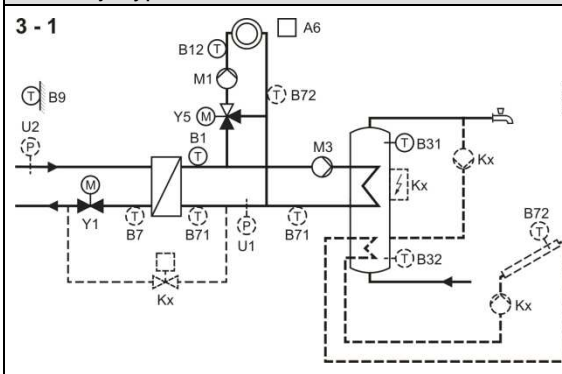 3 - 1
A6
B12 T
M1
T B72
T B9
Y5 M
U2
P
B1
T
M3
T B31
Kx
Kx
M
Y1
T
B7
T
B71
P
U1
T
B71
T B32
B72
T
Kx
Kx